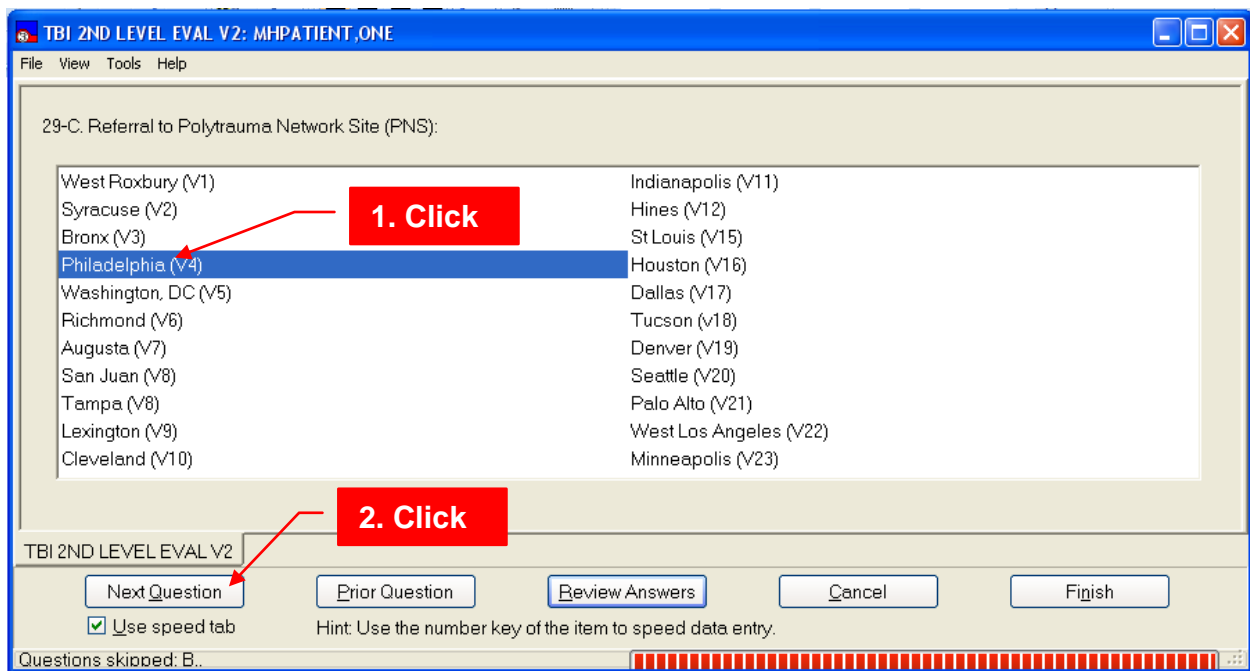 TBI 2ND LEVEL EVAL V2: MHPATIENT,ONE
File View Tools Help
29-C. Referral to Polytrauma Network Site (PNS):
West Roxbury (V1)
Syracuse (V2)
Bronx (V3)
Philadelphia (V4)
Washington, DC (V5)
Richmond (V6)
Augusta (V7)
San Juan (V8)
Tampa (V8)
Lexington (V9)
Cleveland (V10)
Indianapolis (V11)
Hines (V12)
St Louis (V15)
Houston (V16)
Dallas (V17)
Tucson (v18)
Denver (V19)
Seattle (V20)
Palo Alto (V21)
West Los Angeles (V22)
Minneapolis (V23)
1. Click
2. Click
TBI 2ND LEVEL EVAL V2
Next Question Prior Question Review Answers Cancel Finish
Use speed tab Hint: Use the number key of the item to speed data entry.
Questions skipped: B..